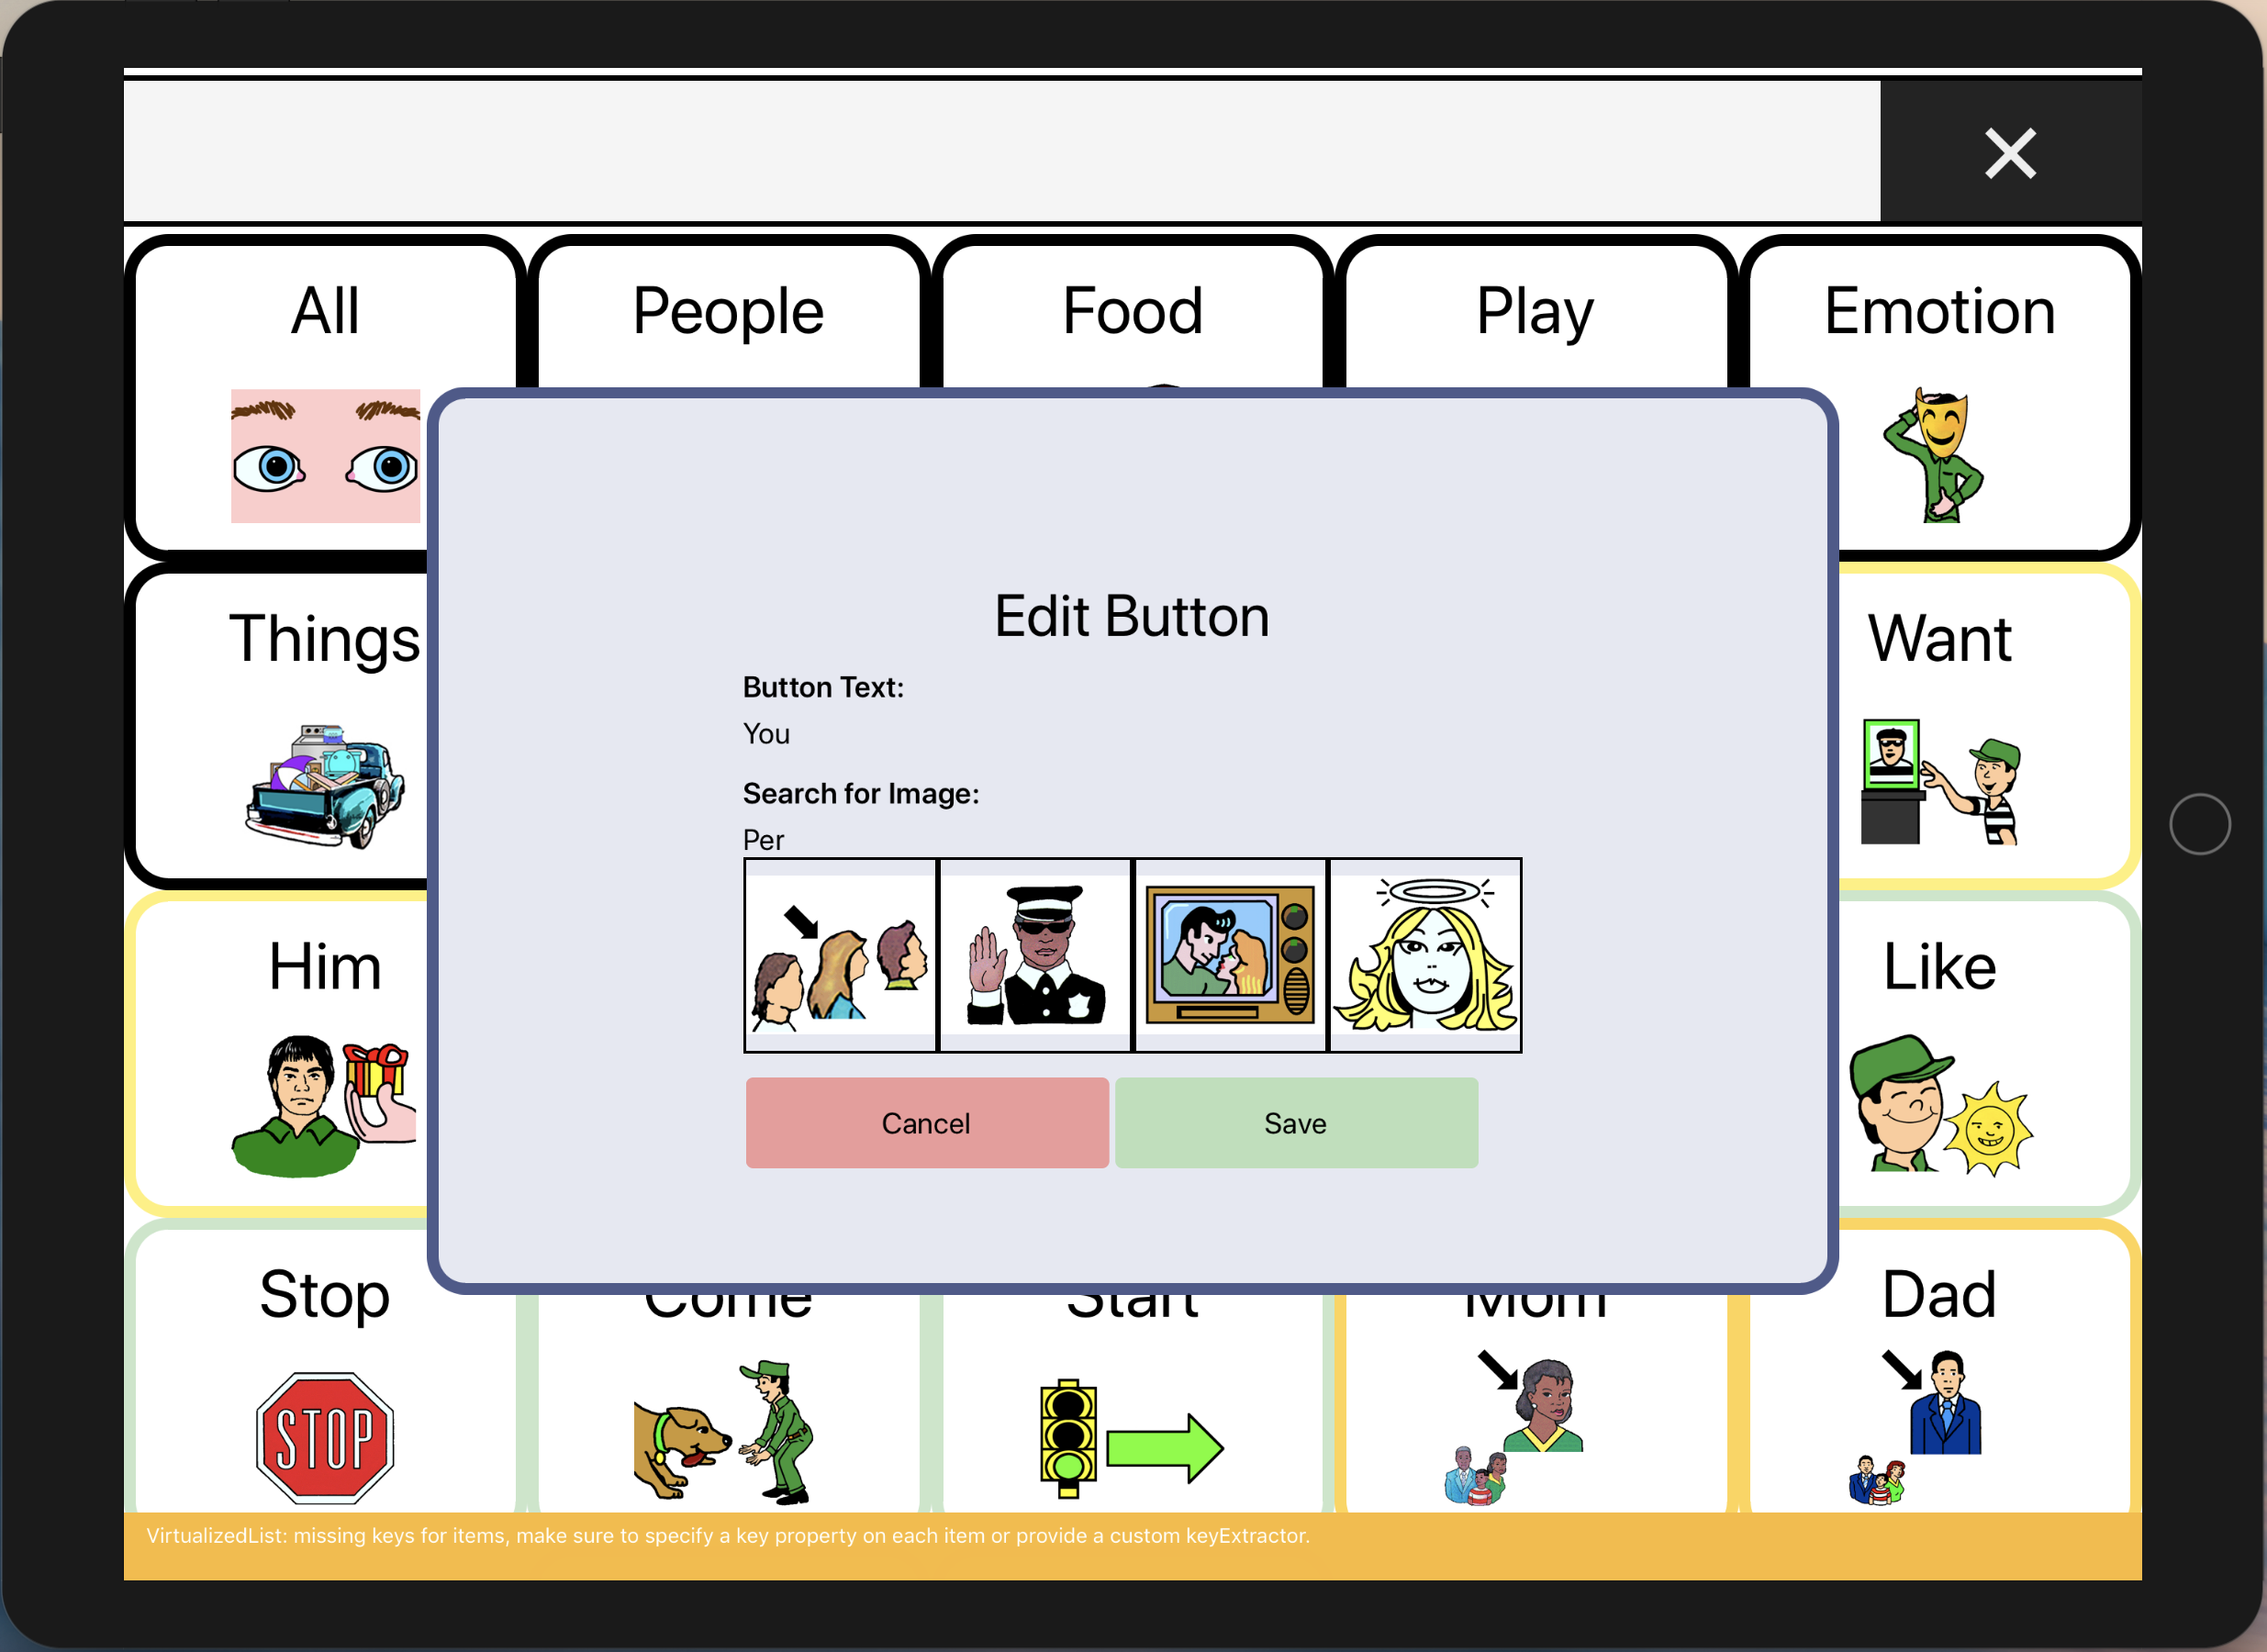 All People Food Play Emotion
Things Want
Edit Button
Button Text:
You
Search for Image:
Per
Him Like
Cancel Save
Stop Come Start Mom Dad
STOP
VirtualizedList: missing keys for items, make sure to specify a key property on each item or provide a custom keyExtractor.